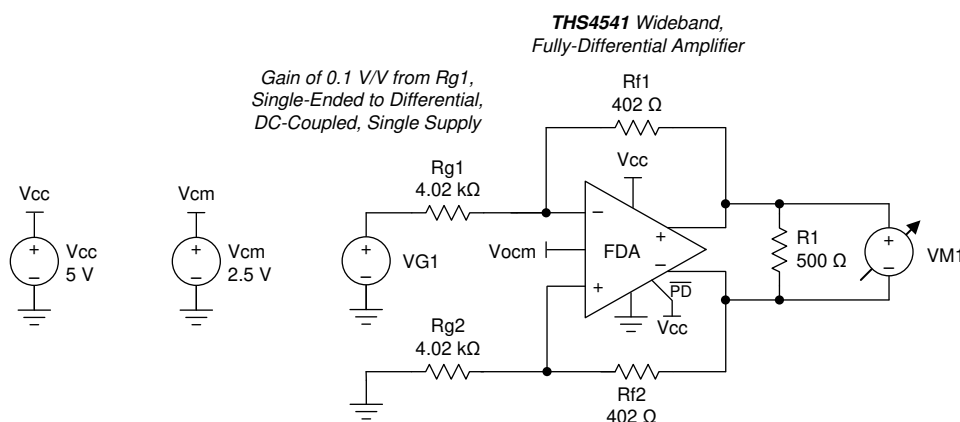 THS4541 Wideband,
Fully-Differential Amplifier
Gain of 0.1 V/V from Rg1,
Single-Ended to Differential,
DC-Coupled, Single Supply
Rf1
402 Ω
Vcc
Rg1
4.02 kΩ
Vcc
Vcc
5 V
Vcm
Vcm
2.5 V
VG1
Vocm
FDA
PD
Vcc
R1
500 Ω
VM1
Rg2
4.02 kΩ
Rf2
402 Ω